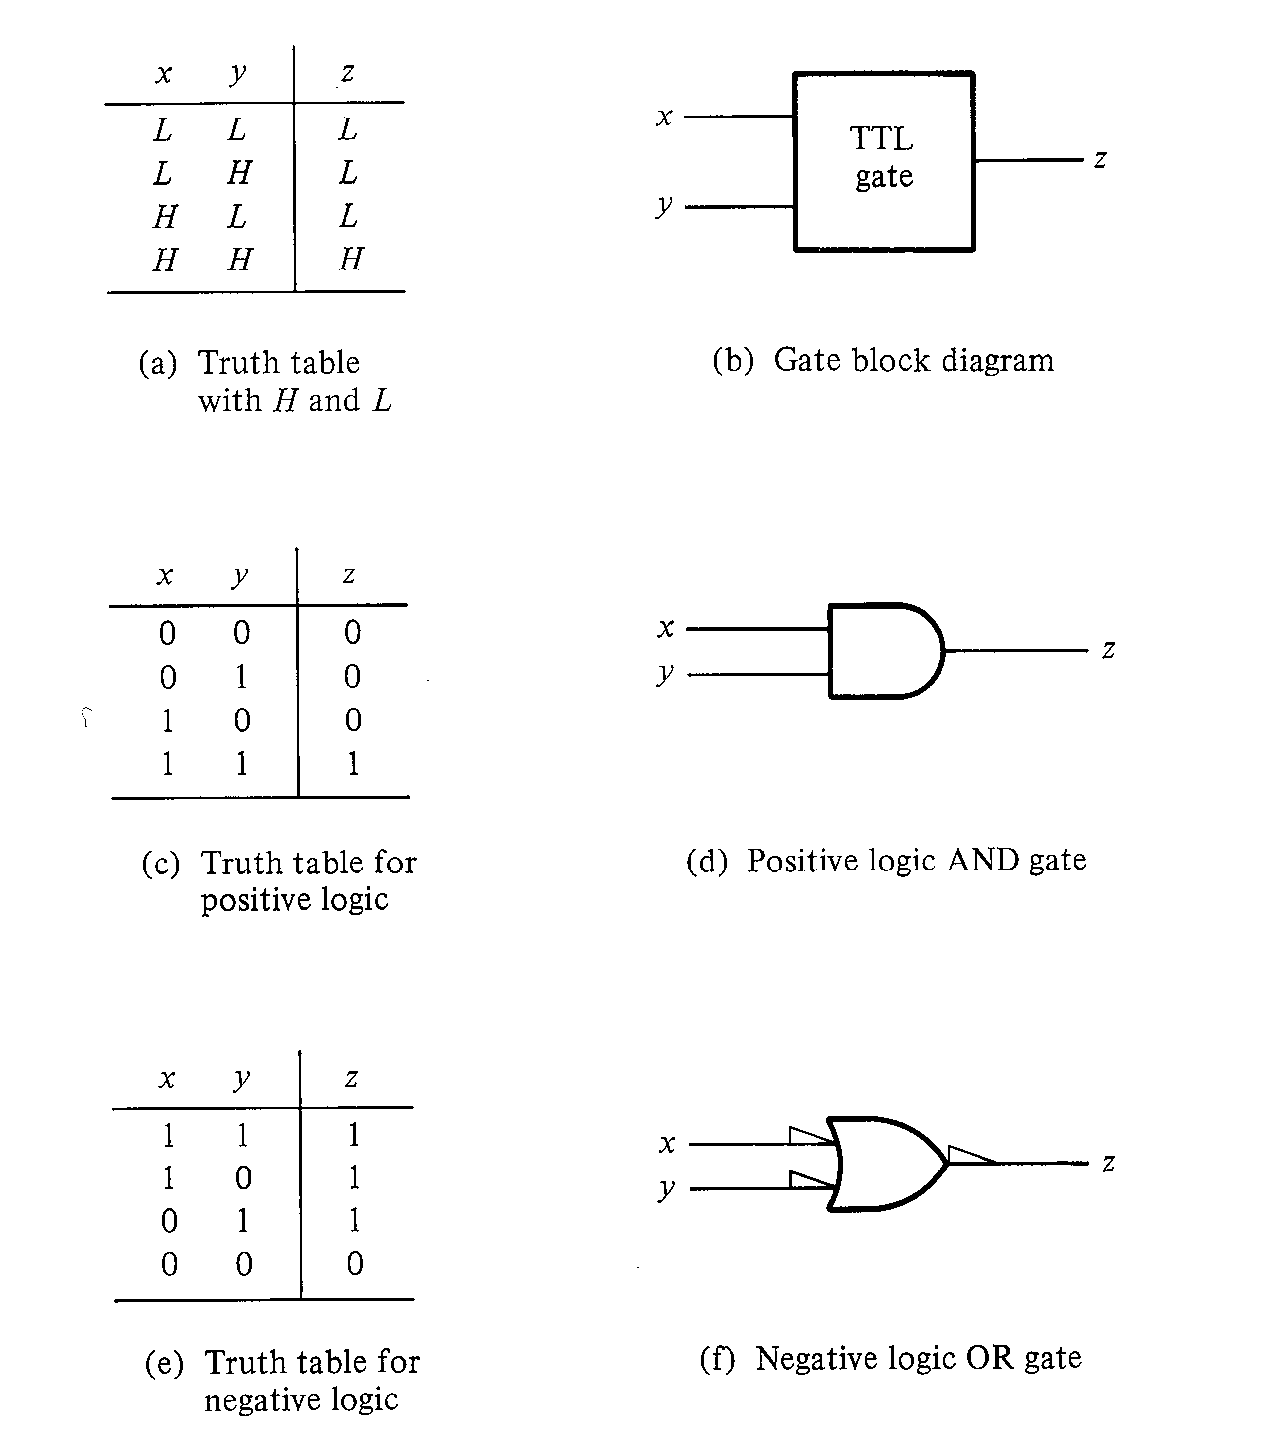 x y z
L L L
L H L
H L L
H H H
(a) Truth table
with H and L
x
y
TTL
gate
z
(b) Gate block diagram
x y z
0 0 0
0 1 0
1 0 0
1 1 1
(c) Truth table for
positive logic
x
y
z
(d) Positive logic AND gate
x y z
1 1 1
1 0 1
0 1 1
0 0 0
(e) Truth table for
negative logic
x
y
z
(f) Negative logic OR gate